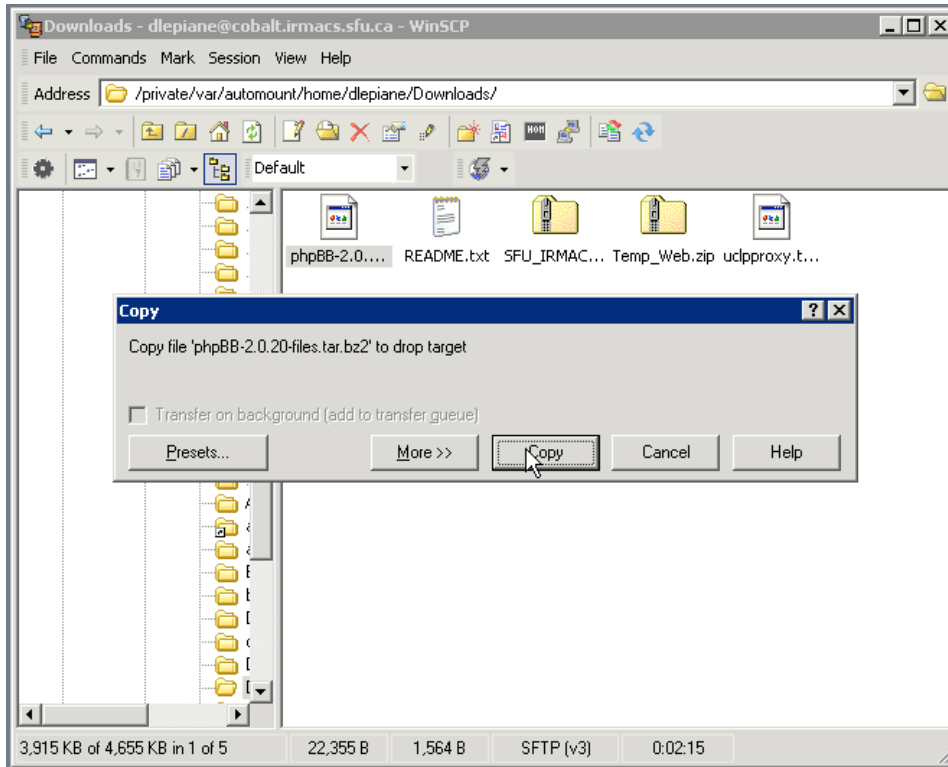 Downloads - dlepiane@cobalt.irmacs.sfu.ca - WinSCP
File Commands Mark Session View Help
Address /private/var/automount/home/dlepiane/Downloads/
Default
phpBB-2.0.... README.txt SFU_IRMAC... Temp_Web.zip uclpproxy.t...
Copy
Copy file 'phpBB-2.0.20-files.tar.bz2' to drop target
Transfer on background (add to transfer queue)
Presets... More >> Copy Cancel Help
3,915 KB of 4,655 KB in 1 of 5 22,355 B 1,564 B SFTP (v3) 0:02:15